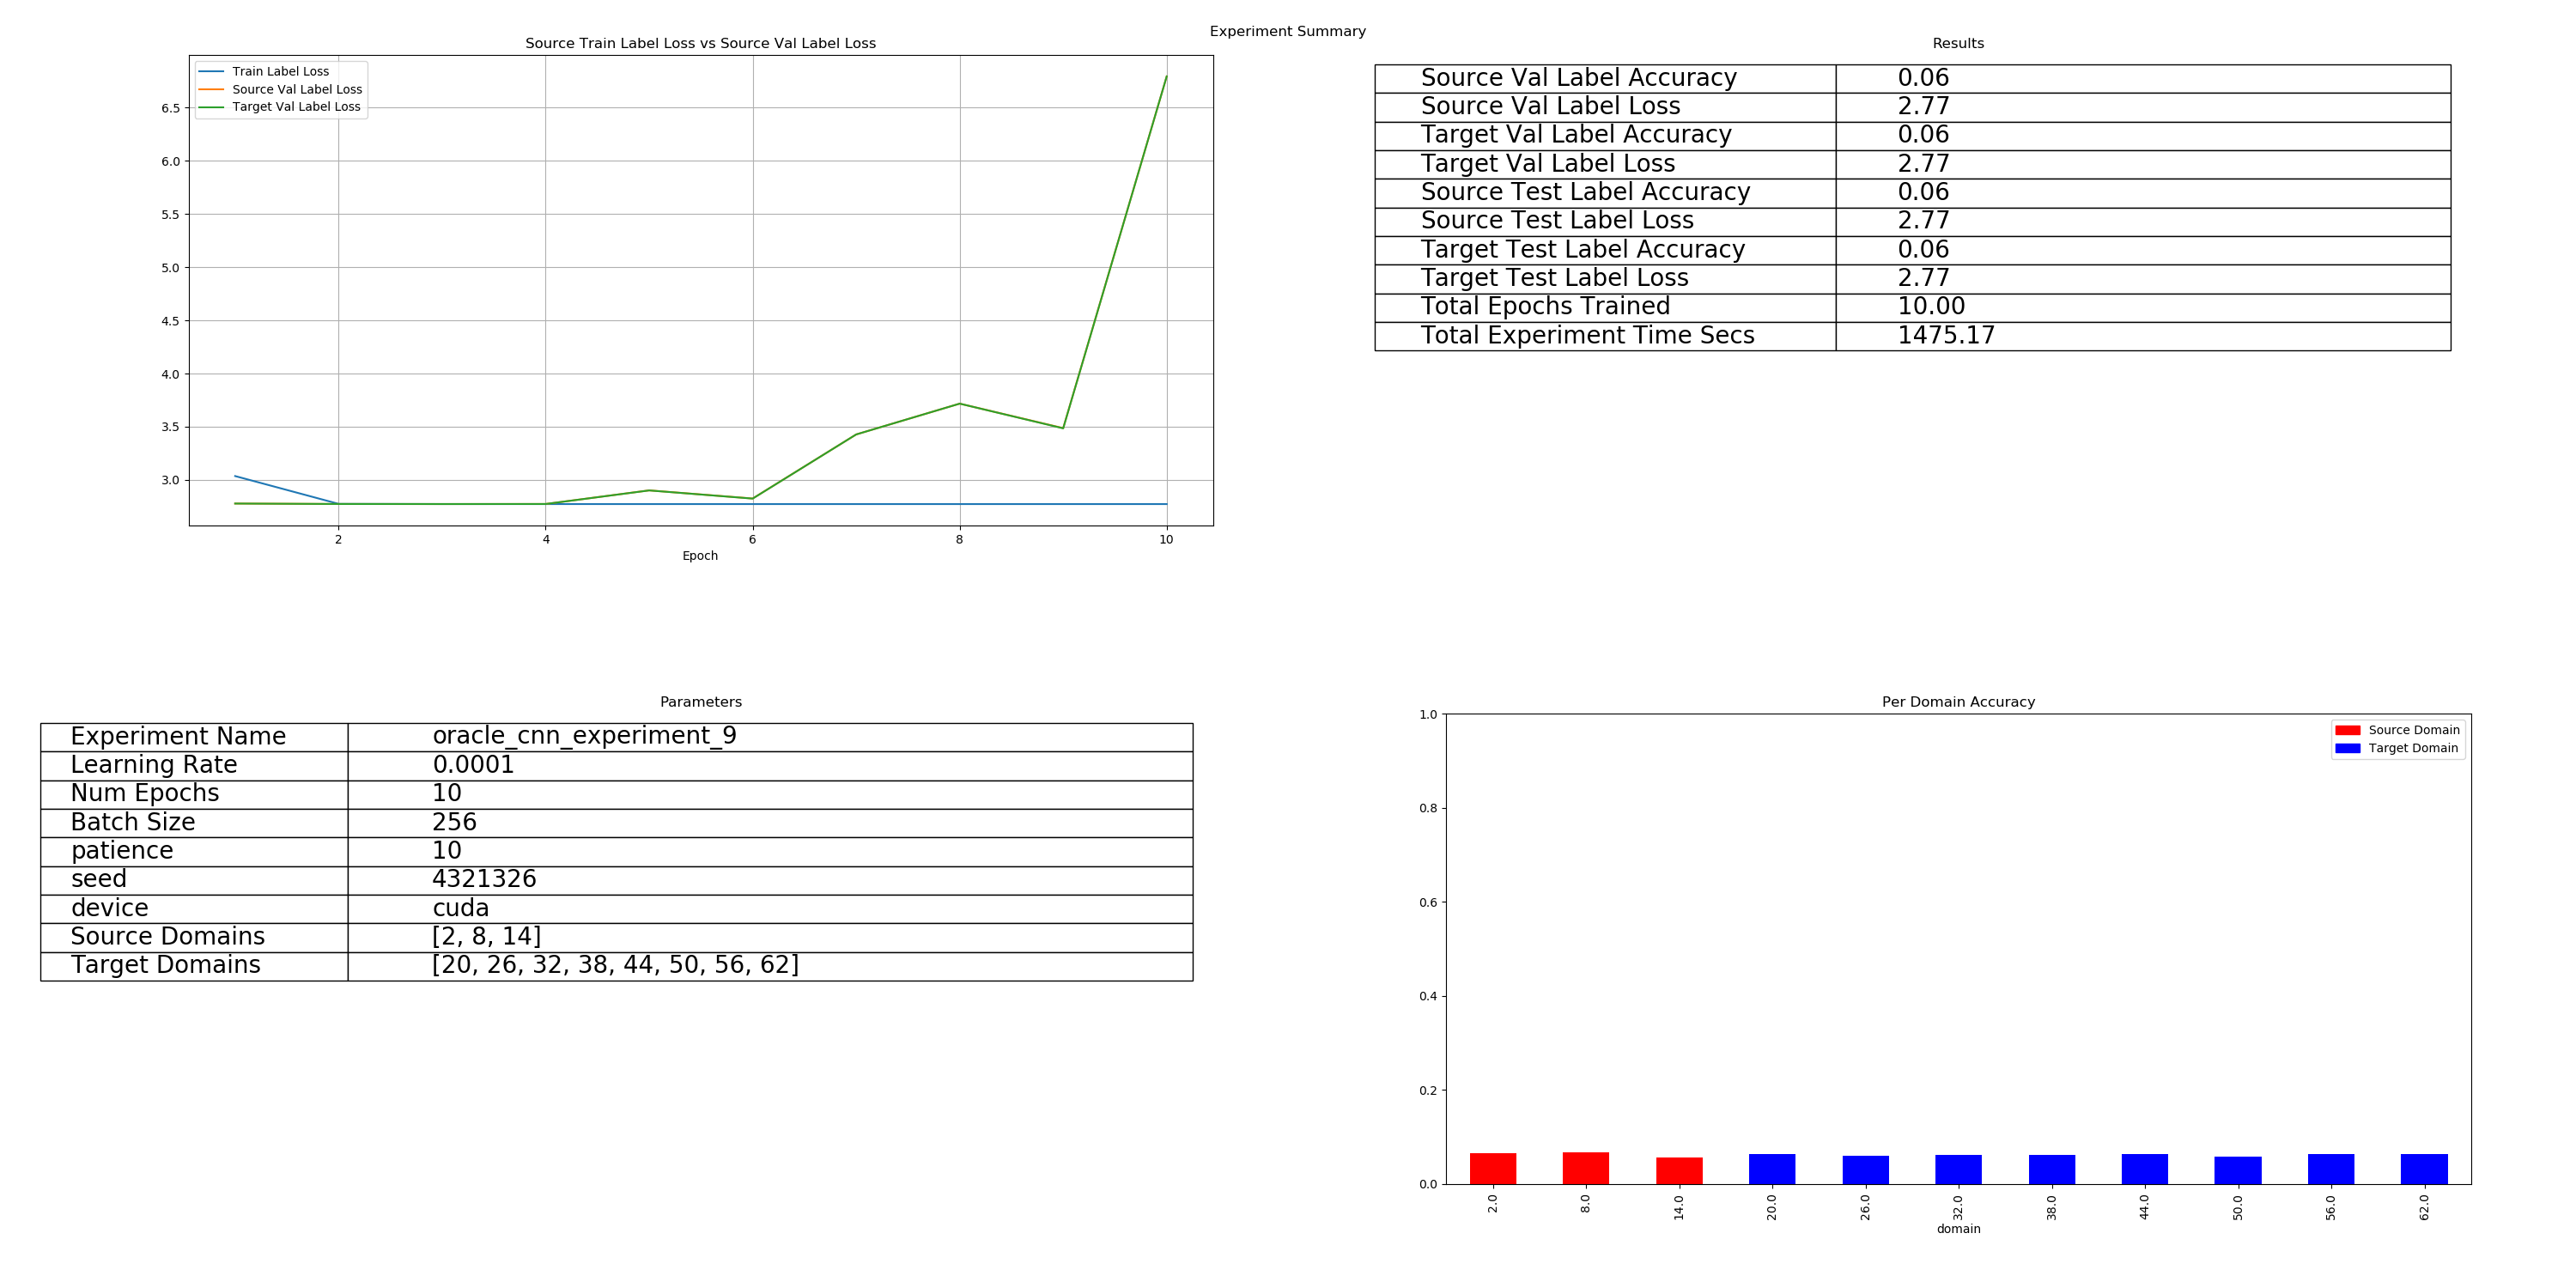 Experiment Summary
Source Train Label Loss vs Source Val Label Loss
Train Label Loss
Source Val Label Loss
Target Val Label Loss
6.5
6.0
5.5
5.0
4.5
4.0
3.5
3.0
2 4 6 8 10
Epoch
Results
Source Val Label Accuracy 0.06
Source Val Label Loss 2.77
Target Val Label Accuracy 0.06
Target Val Label Loss 2.77
Source Test Label Accuracy 0.06
Source Test Label Loss 2.77
Target Test Label Accuracy 0.06
Target Test Label Loss 2.77
Total Epochs Trained 10.00
Total Experiment Time Secs 1475.17
Parameters
Experiment Name oracle_cnn_experiment_9
Learning Rate 0.0001
Num Epochs 10
Batch Size 256
patience 10
seed 4321326
device cuda
Source Domains [2, 8, 14]
Target Domains [20, 26, 32, 38, 44, 50, 56, 62]
Per Domain Accuracy
Source Domain
Target Domain
1.0
0.8
0.6
0.4
0.2
0.0
2.0 8.0 14.0 20.0 26.0 32.0 38.0 44.0 50.0 56.0 62.0
domain